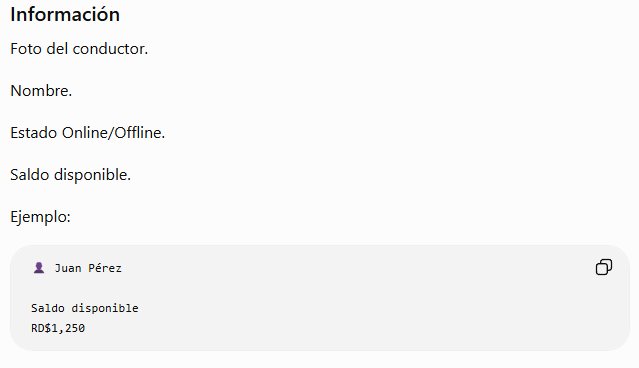 Información
Foto del conductor.
Nombre.
Estado Online/Offline.
Saldo disponible.
Ejemplo:
Juan Pérez
Saldo disponible
RD$1,250